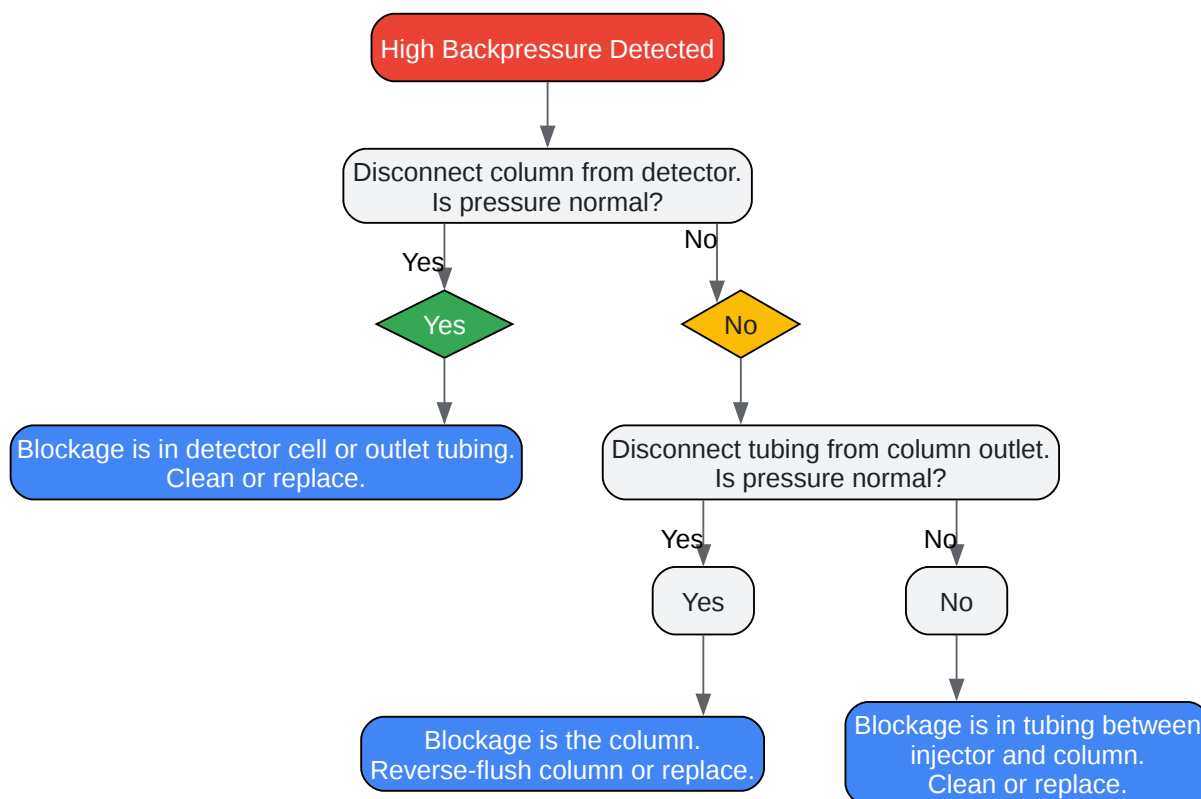 High Backpressure Detected
Disconnect column from detector.
Is pressure normal?
Yes
No
Yes
No
Blockage is in detector cell or outlet tubing.
Clean or replace.
Disconnect tubing from column outlet.
Is pressure normal?
Yes
No
Yes
No
Blockage is the column.
Reverse-flush column or replace.
Blockage is in tubing between
injector and column.
Clean or replace.